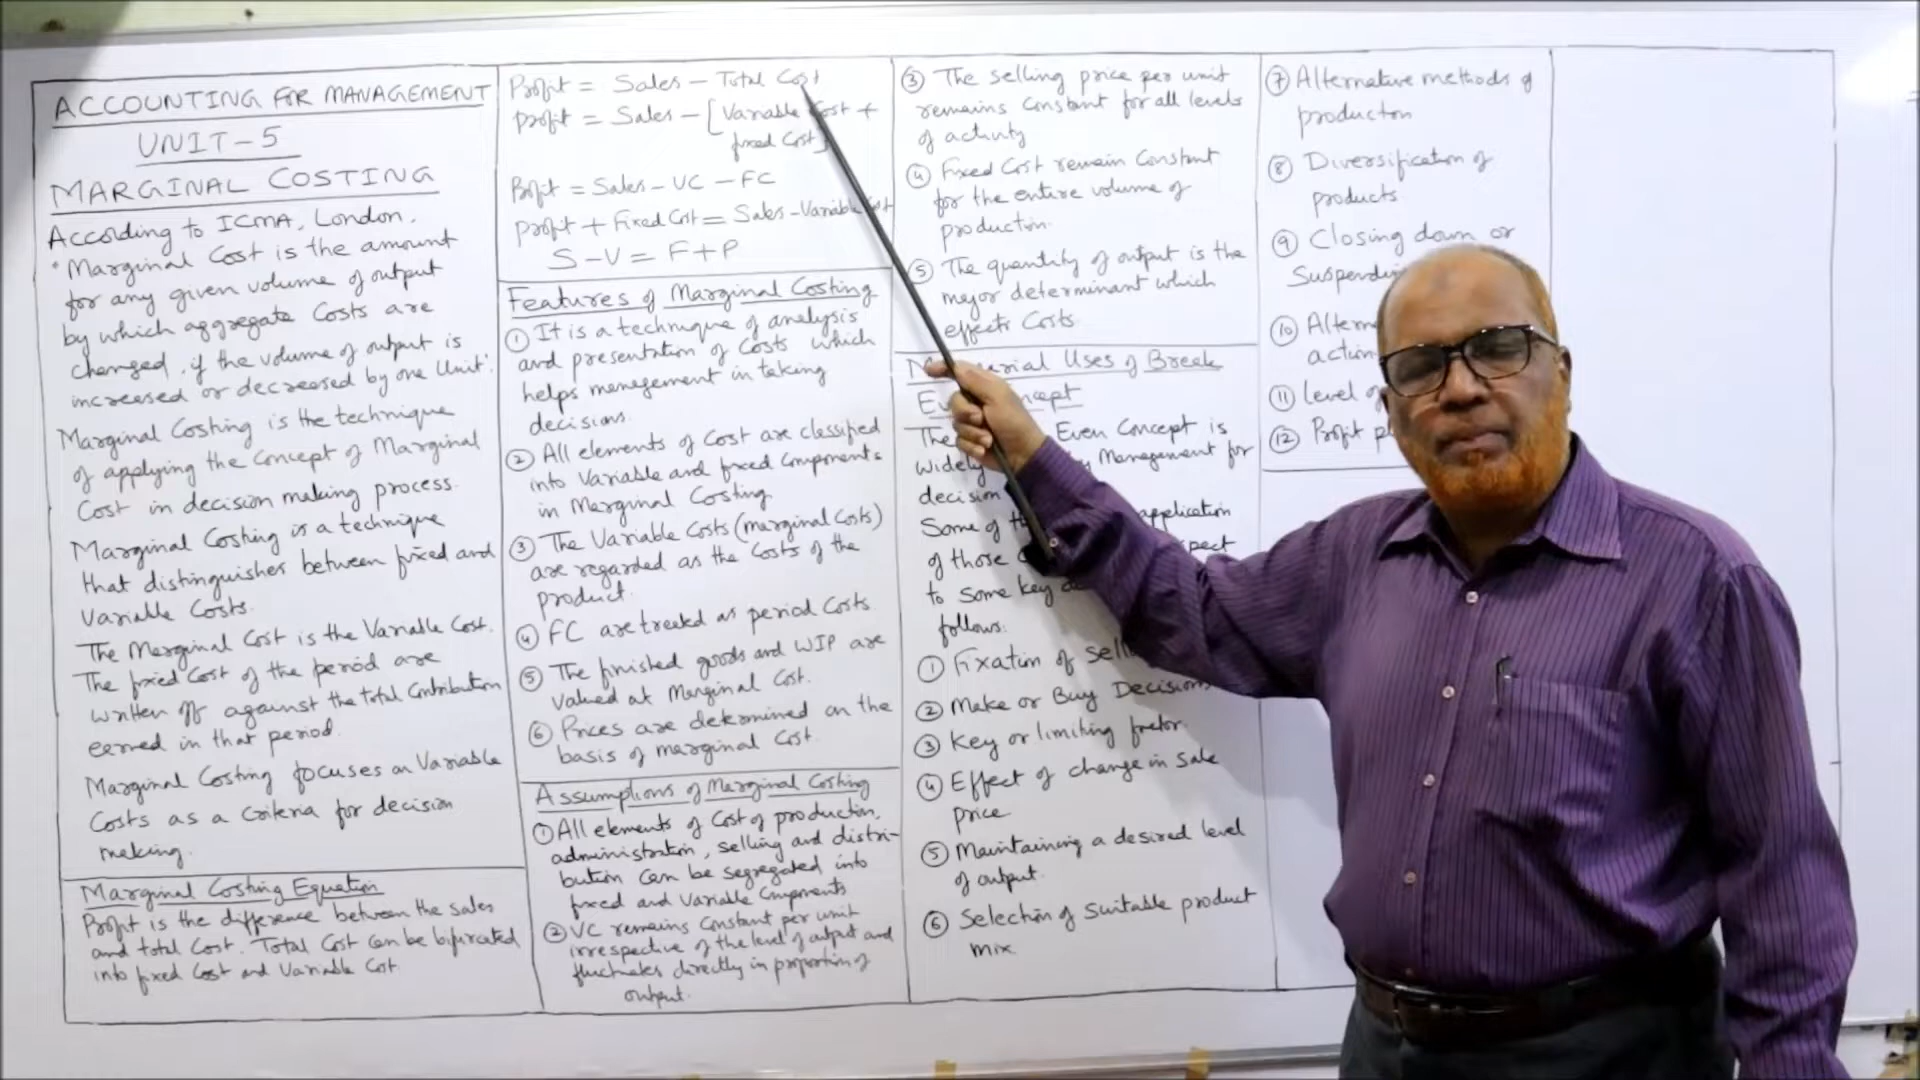 ACCOUNTING FOR MANAGEMENT
UNIT-5
MARGINAL COSTING
According to ICMA, London.
"Marginal Cost is the amount
for any given volume of output
by which aggregate Costs are
changed, if the volume of output is
increased or decreased by one Unit".
Marginal Costing is the technique
of applying the Concept of Marginal
Cost in decision making process.
Marginal Costing is a technique
that distinguishes between fixed and
Variable Costs.
The Marginal Cost is the Variable Cost.
The fixed Cost of the period are
written off against the Total Contribution
earned in that period.
Marginal Costing focuses on Variable
Costs as a Criteria for decision
making.
Marginal Costing Equation
Profit is the difference between the Sales
and total Cost. Total Cost Can be bifurcated
into fixed Cost and Variable Cost.
Profit = Sales - Total Cost
Profit = Sales - [Variable Cost +
fixed Cost]
Profit = Sales - VC - FC
Profit + Fixed Cost = Sales - Variable Cost
S - V = F + P
Features of Marginal Costing
① It is a technique of analysis
and presentation of Costs which
helps management in taking
decisions.
② All elements of Cost are classified
into Variable and fixed Components
in Marginal Costing
③ The Variable Costs (marginal Costs)
are regarded as the Costs of the
product.
④ FC are treated as period Costs.
⑤ The finished goods and WIP are
Valued at Marginal Cost.
⑥ Prices are determined on the
basis of marginal Cost.
Assumptions of Marginal Costing
① All elements of Cost of production,
administration, selling and distri-
bution Can be segregated into
fixed and Variable Components
② VC remains Constant per unit
irrespective of the level of output and
fluctuates directly in proportion of
output.
③ The selling price per unit
remains Constant for all levels
of activity
④ Fixed Cost remain Constant
for the entire volume of
production.
⑤ The quantity of output is the
major determinant which
effects Costs
Uses of Break
The Even Concept is
widely Management for
decision
Some of application
of those
to Some key
follows.
① Fixation of
② Make or Buy Decisions
③ Key or limiting factor.
④ Effect of change in Sale
price
⑤ Maintaining a desired level
of output.
⑥ Selection of Suitable product
mix
⑦ Alternative methods of
production
⑧ Diversification of
products
⑨ Closing down or
⑩
⑪ level of
⑫ Profit